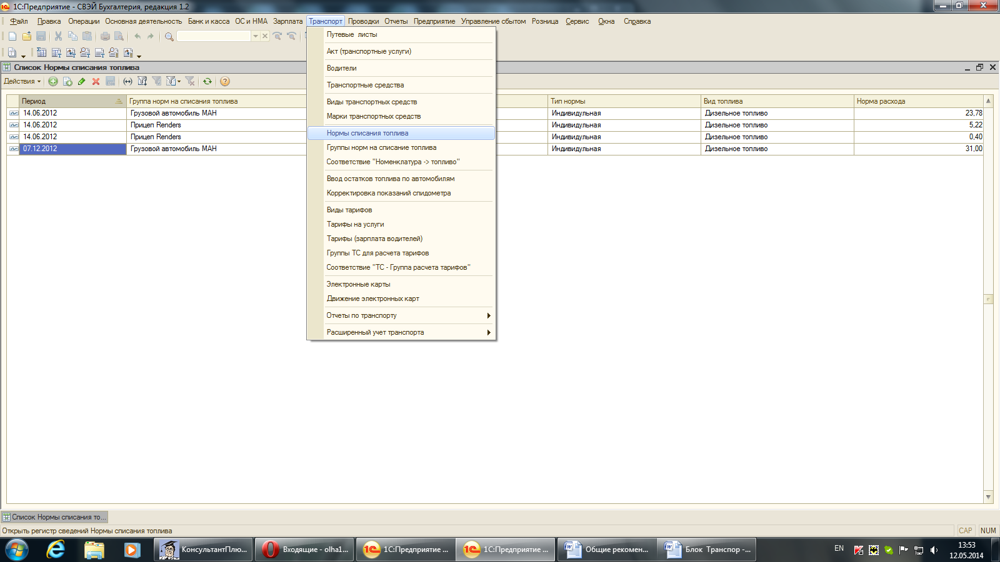 1С:Предприятие - СВЭЙ Бухгалтерия, редакция 1.2
Файл Правка Операции Основная деятельность Банк и касса ОС и НМА Зарплата Транспорт Проводки Отчеты Предприятие Управление сбытом Розница Сервис Окна Справка
Список Нормы списания топлива
Действия
Период Группа норм на списания топлива Тип нормы Вид топлива Норма расхода
14.06.2012 Грузовой автомобиль МАН Индивидульная Дизельное топливо 23,78
14.06.2012 Прицеп Renders Индивидульная Дизельное топливо 5,22
14.06.2012 Прицеп Renders Индивидульная Дизельное топливо 0,40
07.12.2012 Грузовой автомобиль МАН Индивидульная Дизельное топливо 31,00
Путевые листы
Акт (транспортные услуги)
Водители
Транспортные средства
Виды транспортных средств
Марки транспортных средств
Нормы списания топлива
Группы норм на списание топлива
Соответствие "Номенклатура -> топливо"
Ввод остатков топлива по автомобилям
Корректировка показаний спидометра
Виды тарифов
Тарифы на услуги
Тарифы (зарплата водителей)
Группы ТС для расчета тарифов
Соответствие "ТС - Группа расчета тарифов"
Электронные карты
Движение электронных карт
Отчеты по транспорту
Расширенный учет транспорта
Список Нормы списания то...
Открыть регистр сведений Нормы списания топлива
CAP NUM
КонсультантПлю... Входящие - olha1... 1С:Предприятие ... 1С:Предприятие ... Общие рекомен... Блок Транспор -...
EN
13:53
12.05.2014